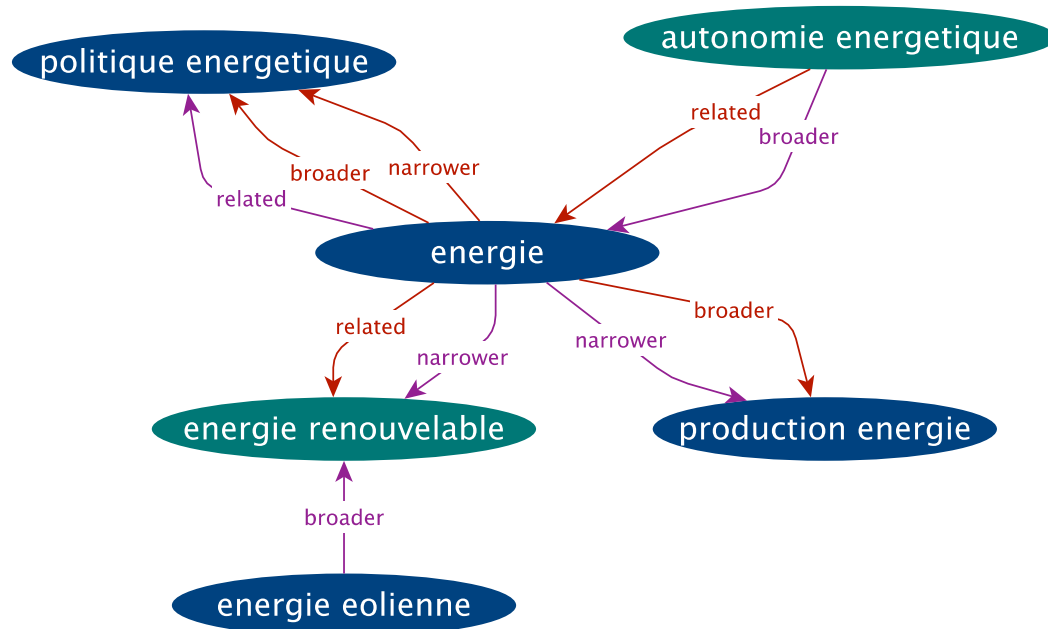 autonomie energetique
politique energetique
related
broader
narrower
broader
related
energie
broader
related
narrower
narrower
energie renouvelable
production energie
broader
energie eolienne